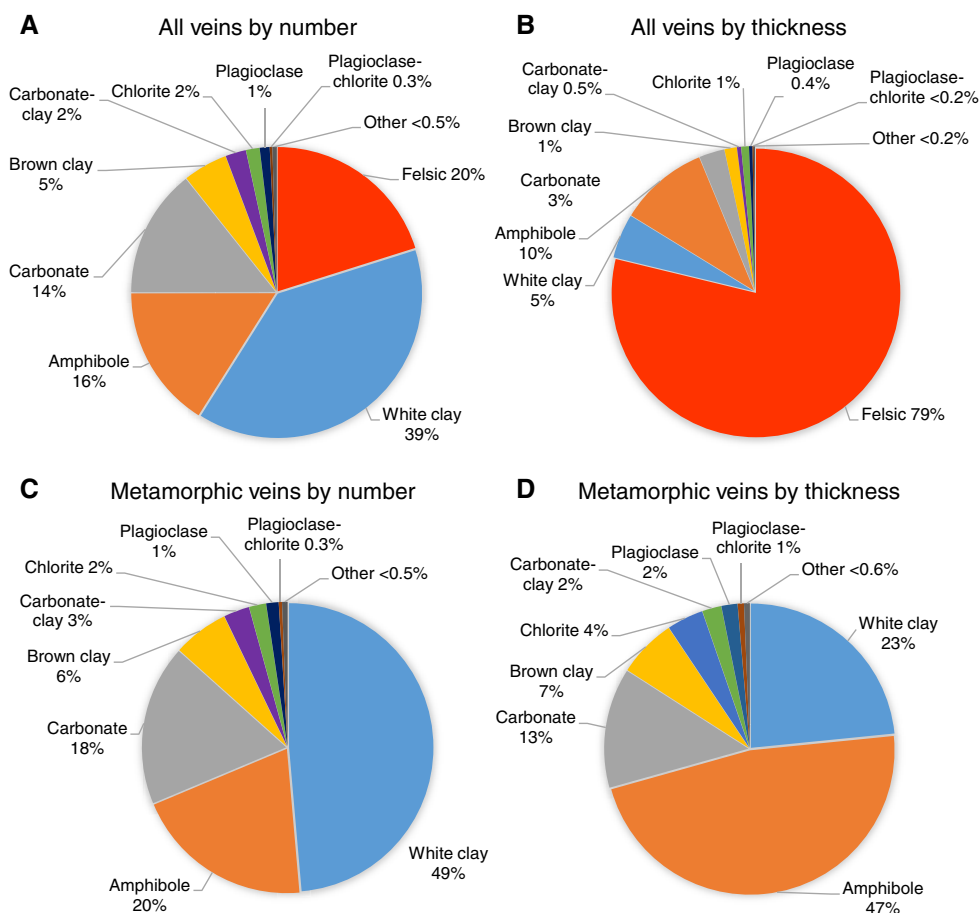 A
All veins by number
Plagioclase
1%
Plagioclase-
chlorite 0.3%
Chlorite 2%
Carbonate-
clay 2%
Other <0.5%
Brown clay
5%
Felsic 20%
Carbonate
14%
Amphibole
16%
White clay
39%
B
All veins by thickness
Carbonate-
clay 0.5%
Chlorite 1%
Plagioclase
0.4%
Plagioclase-
chlorite <0.2%
Brown clay
1%
Other <0.2%
Carbonate
3%
Amphibole
10%
White clay
5%
Felsic 79%
C
Metamorphic veins by number
Plagioclase
1%
Plagioclase-
chlorite 0.3%
Chlorite 2%
Other <0.5%
Carbonate-
clay 3%
Brown clay
6%
Carbonate
18%
Amphibole
20%
White clay
49%
D
Metamorphic veins by thickness
Plagioclase-
chlorite 1%
Plagioclase
2%
Carbonate-
clay 2%
Other <0.6%
Chlorite 4%
White clay
23%
Brown clay
7%
Carbonate
13%
Amphibole
47%